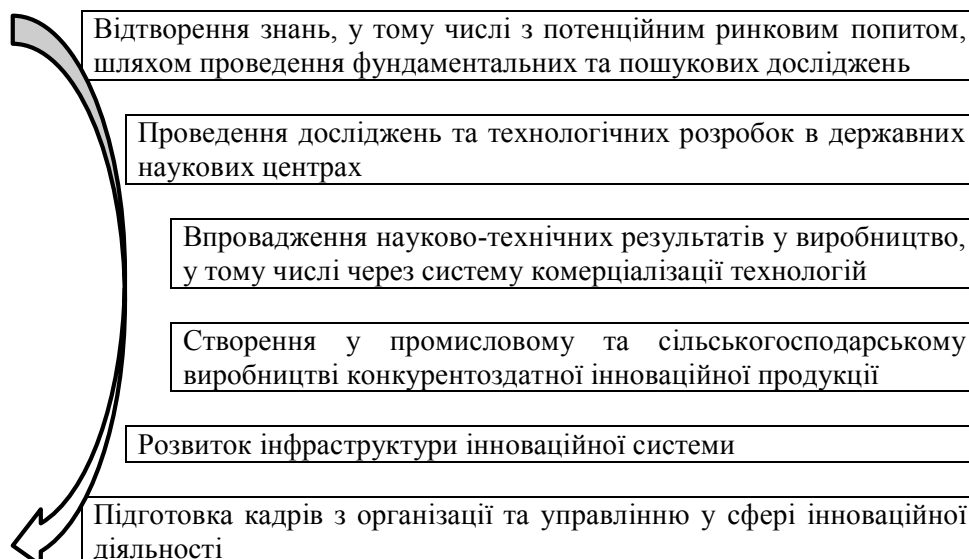 Відтворення знань, у тому числі з потенційним ринковим попитом,
шляхом проведення фундаментальних та пошукових досліджень
Проведення досліджень та технологічних розробок в державних
наукових центрах
Впровадження науково-технічних результатів у виробництво,
у тому числі через систему комерціалізації технологій
Створення у промисловому та сільськогосподарському
виробництві конкурентоздатної інноваційної продукції
Розвиток інфраструктури інноваційної системи
Підготовка кадрів з організації та управлінню у сфері інноваційної
діяльності